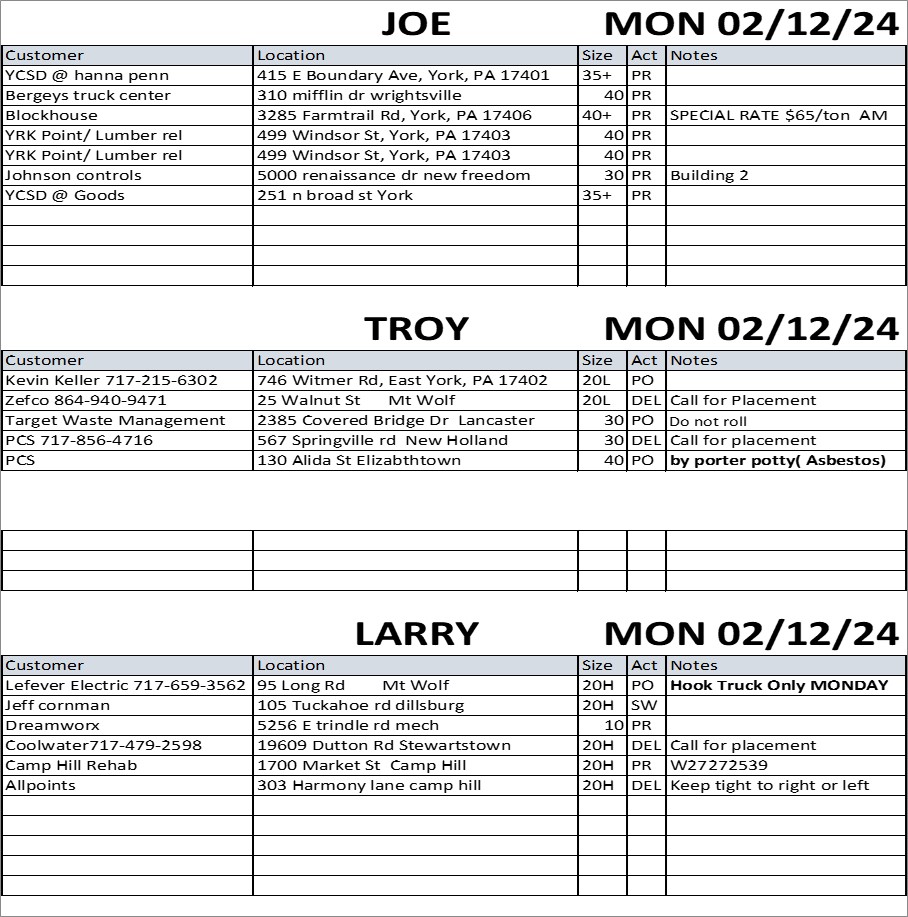 JOE MON 02/12/24
Customer Location Size Act Notes
YCSD @ hanna penn 415 E Boundary Ave, York, PA 17401 35+ PR
Bergeys truck center 310 mifflin dr wrightsville 40 PR
Blockhouse 3285 Farmtrail Rd, York, PA 17406 40+ PR SPECIAL RATE $65/ton AM
YRK Point/ Lumber rel 499 Windsor St, York, PA 17403 40 PR
YRK Point/ Lumber rel 499 Windsor St, York, PA 17403 40 PR
Johnson controls 5000 renaissance dr new freedom 30 PR Building 2
YCSD @ Goods 251 n broad st York 35+ PR
TROY MON 02/12/24
Customer Location Size Act Notes
Kevin Keller 717-215-6302 746 Witmer Rd, East York, PA 17402 20L PO
Zefco 864-940-9471 25 Walnut St Mt Wolf 20L DEL Call for Placement
Target Waste Management 2385 Covered Bridge Dr Lancaster 30 PO Do not roll
PCS 717-856-4716 567 Springville rd New Holland 30 DEL Call for placement
PCS 130 Alida St Elizabthtown 40 PO by porter potty( Asbestos)
LARRY MON 02/12/24
Customer Location Size Act Notes
Lefever Electric 717-659-3562 95 Long Rd Mt Wolf 20H PO Hook Truck Only MONDAY
Jeff cornman 105 Tuckahoe rd dillsburg 20H SW
Dreamworx 5256 E trindle rd mech 10 PR
Coolwater717-479-2598 19609 Dutton Rd Stewartstown 20H DEL Call for placement
Camp Hill Rehab 1700 Market St Camp Hill 20H PR W27272539
Allpoints 303 Harmony lane camp hill 20H DEL Keep tight to right or left